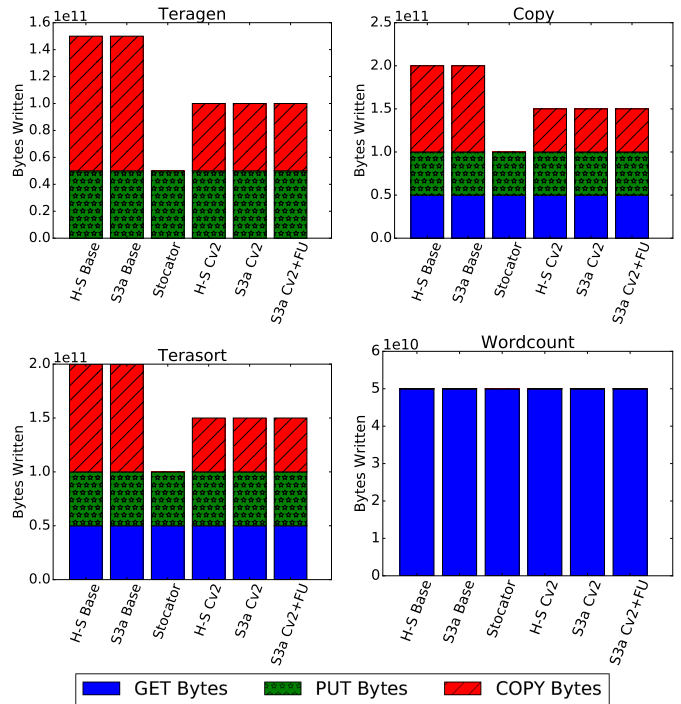 Teragen
1e11
Bytes Written
1.6
1.4
1.2
1.0
0.8
0.6
0.4
0.2
0.0
H-S Base
S3a Base
Stocator
H-S Cv2
S3a Cv2
S3a Cv2+FU
Copy
1e11
Bytes Written
2.5
2.0
1.5
1.0
0.5
0.0
H-S Base
S3a Base
Stocator
H-S Cv2
S3a Cv2
S3a Cv2+FU
Terasort
1e11
Bytes Written
2.0
1.5
1.0
0.5
0.0
H-S Base
S3a Base
Stocator
H-S Cv2
S3a Cv2
S3a Cv2+FU
Wordcount
1e10
Bytes Written
6
5
4
3
2
1
0
H-S Base
S3a Base
Stocator
H-S Cv2
S3a Cv2
S3a Cv2+FU
GET Bytes
PUT Bytes
COPY Bytes